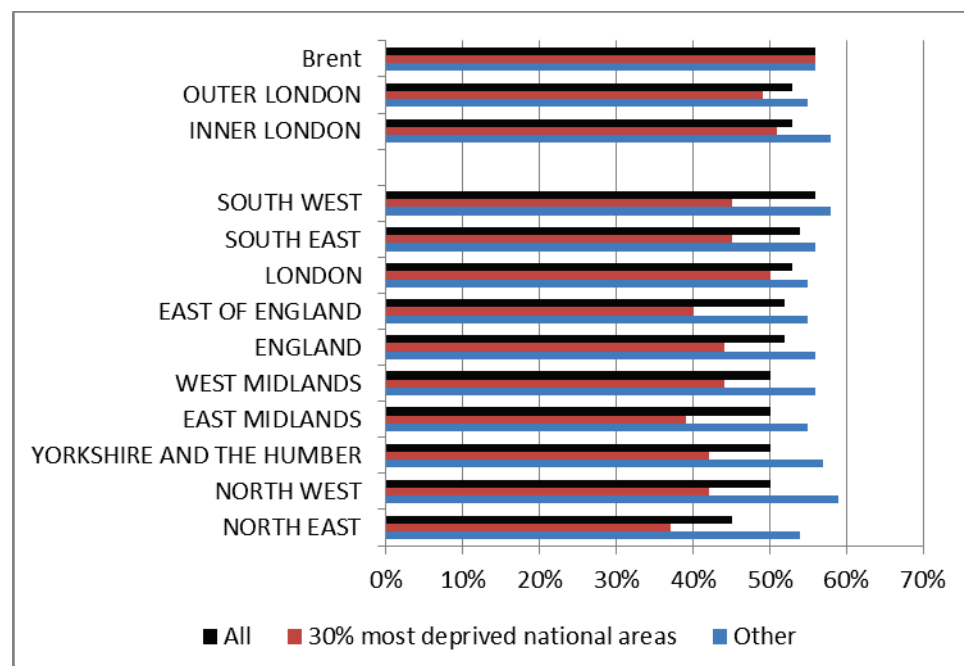 Brent
OUTER LONDON
INNER LONDON
SOUTH WEST
SOUTH EAST
LONDON
EAST OF ENGLAND
ENGLAND
WEST MIDLANDS
EAST MIDLANDS
YORKSHIRE AND THE HUMBER
NORTH WEST
NORTH EAST
0% 10% 20% 30% 40% 50% 60% 70%
All 30% most deprived national areas Other